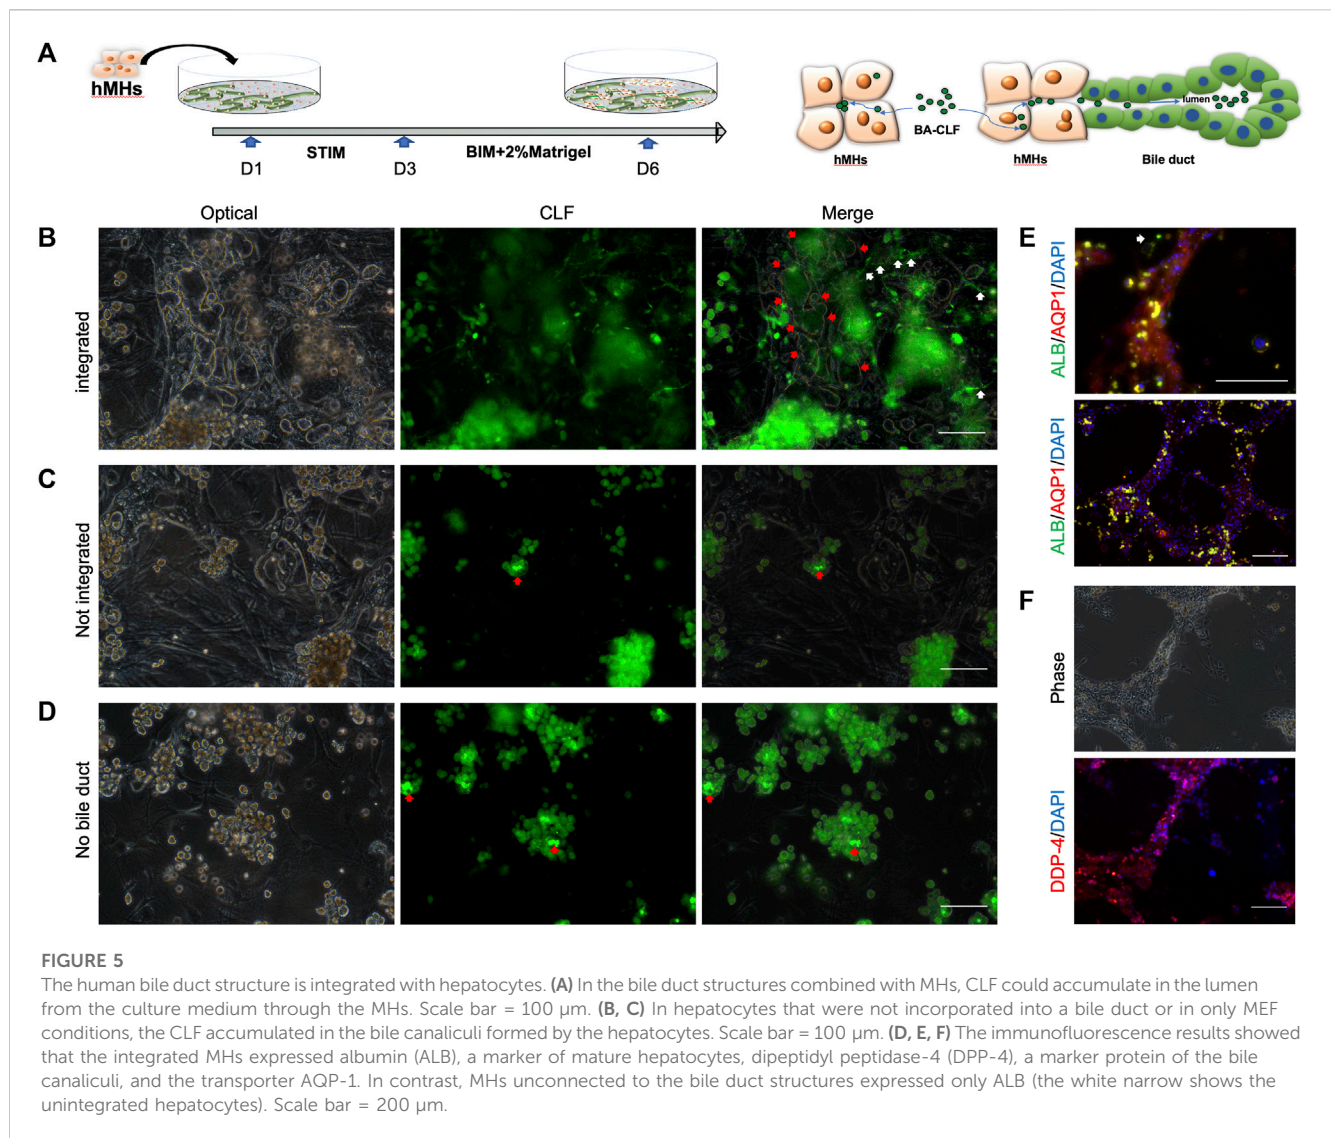 A
hMHs
STIM
BIM+2%Matrigel
D1
D3
D6
BA-CLF
lumen
hMHs
hMHs
Bile duct
Optical
CLF
Merge
B
integrated
C
Not integrated
D
No bile duct
E
ALB/AQP1/DAPI
ALB/AQP1/DAPI
F
Phase
DDP-4/DAPI
FIGURE 5
The human bile duct structure is integrated with hepatocytes. (A) In the bile duct structures combined with MHs, CLF could accumulate in the lumen
from the culture medium through the MHs. Scale bar = 100 μm. (B, C) In hepatocytes that were not incorporated into a bile duct or in only MEF
conditions, the CLF accumulated in the bile canaliculi formed by the hepatocytes. Scale bar = 100 μm. (D, E, F) The immunofluorescence results showed
that the integrated MHs expressed albumin (ALB), a marker of mature hepatocytes, dipeptidyl peptidase-4 (DPP-4), a marker protein of the bile
canaliculi, and the transporter AQP-1. In contrast, MHs unconnected to the bile duct structures expressed only ALB (the white narrow shows the
unintegrated hepatocytes). Scale bar = 200 μm.